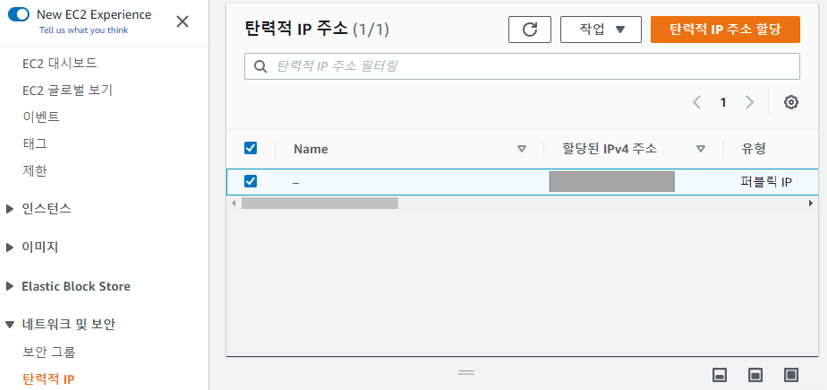 New EC2 Experience
Tell us what you think
EC2 대시보드
EC2 글로벌 보기
이벤트
태그
제한
인스턴스
이미지
Elastic Block Store
네트워크 및 보안
보안 그룹
탄력적 IP
탄력적 IP 주소 (1/1)
작업
탄력적 IP 주소 할당
탄력적 IP 주소 필터링
1
Name
할당된 IPv4 주소
유형
–
퍼블릭 IP